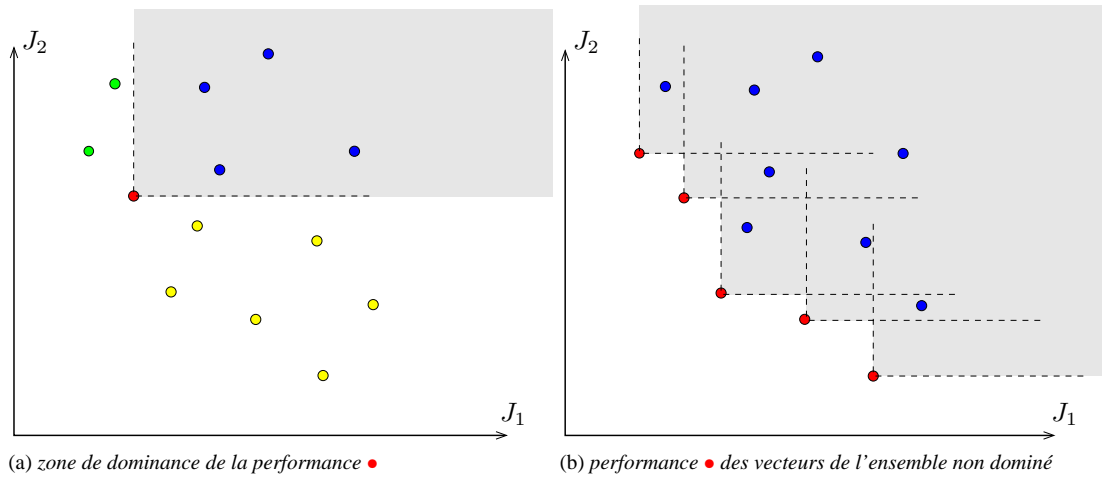 J₂
J₁
(a) zone de dominance de la performance •
J₂
J₁
(b) performance • des vecteurs de l'ensemble non dominé